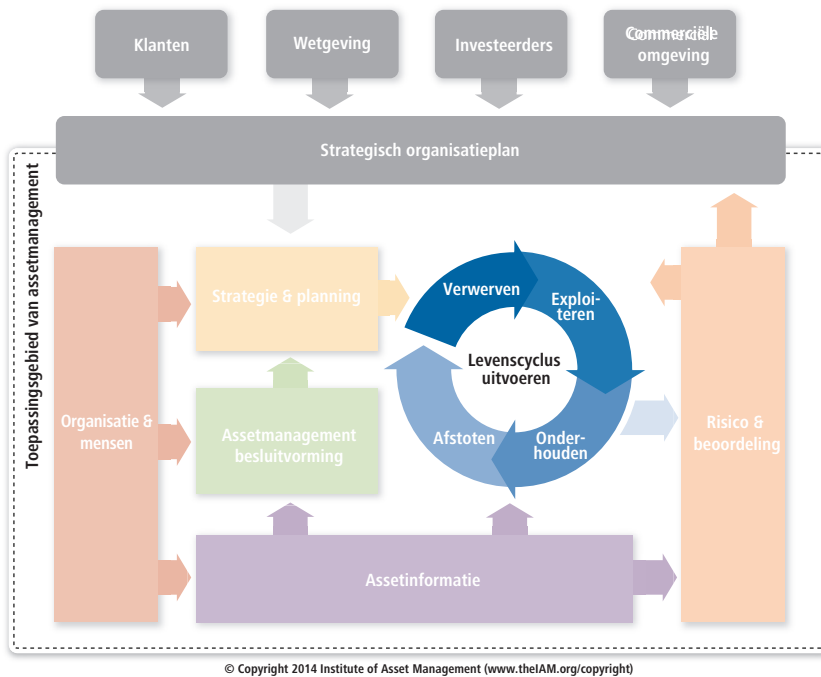 Klanten
Wetgeving
Investeerders
Commerciële
omgeving
Strategisch organisatieplan
Toepassingsgebied van assetmanagement
Strategie & planning
Verwerven
Exploi-
teren
Levenscyclus
uitvoeren
Organisatie &
mensen
Assetmanagement
besluitvorming
Afstoten
Onder-
houden
Risico &
beoordeling
Assetinformatie
© Copyright 2014 Institute of Asset Management (www.theIAM.org/copyright)